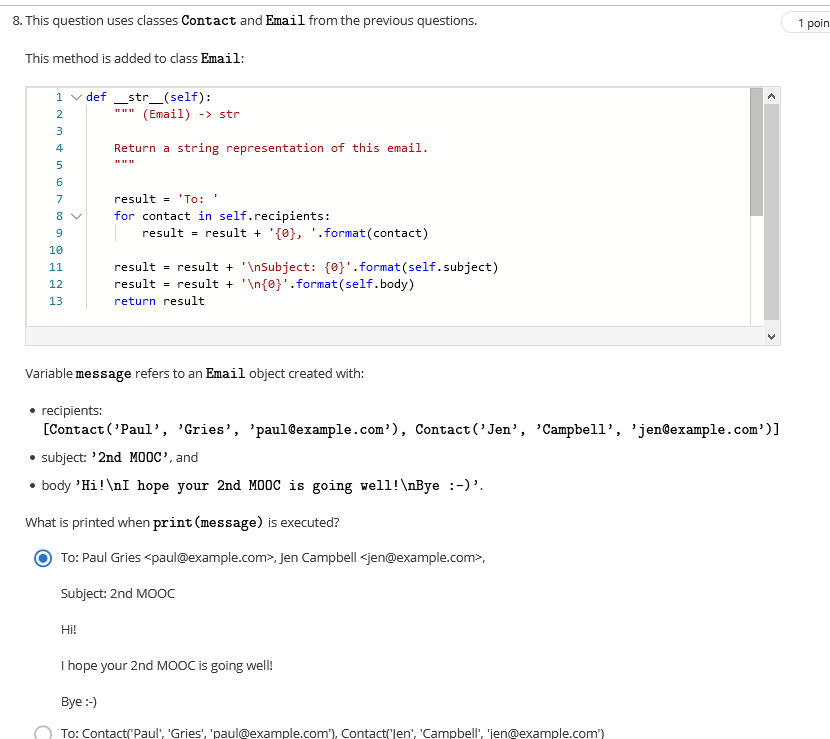 8. This question uses classes Contact and Email from the previous questions.
1 poin
This method is added to class Email:
1 def __str__(self):
2 """ (Email) -> str
3
4 Return a string representation of this email.
5 """
6
7 result = 'To: '
8 for contact in self.recipients:
9 result = result + '{0}, '.format(contact)
10
11 result = result + '\nSubject: {0}'.format(self.subject)
12 result = result + '\n{0}'.format(self.body)
13 return result
Variable message refers to an Email object created with:
• recipients:
[Contact(’Paul’, ’Gries’, ’paul@example.com’), Contact(’Jen’, ’Campbell’, ’jen@example.com’)]
• subject: ’2nd MOOC’, and
• body ’Hi!\nI hope your 2nd MOOC is going well!\nBye :-)’.
What is printed when print(message) is executed?
To: Paul Gries <paul@example.com>, Jen Campbell <jen@example.com>,
Subject: 2nd MOOC
Hi!
I hope your 2nd MOOC is going well!
Bye :-)
To: Contact('Paul', 'Gries', 'paul@example.com'), Contact('Jen', 'Campbell', 'jen@example.com')